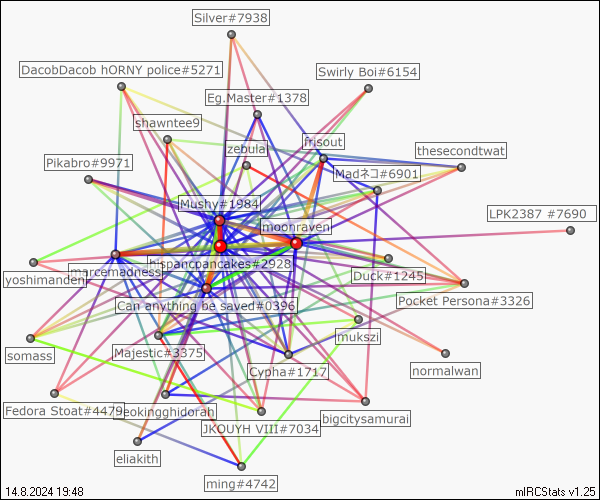 Silver#7938
DacobDacob hORNY police#5271
Swirly Boi#6154
Eg.Master#1378
shawntee9
frisout
zebulal
thesecondtwat
Pikabro#9971
Madネコ#6901
Mushy#1984
LPK2387 #7690
moonraven
hispancpancakes#2928
marcemadness
yoshimanden
Duck#1245
Pocket Persona#3326
Can anything be saved#0396
mukszi
somass
Majestic#3375
Cypha#1717
normalwan
Fedora Stoat#4479
eokingghidorah
bigcitysamurai
JKOUYH VIII#7034
eliakith
ming#4742
14.8.2024 19:48
mIRCStats v1.25